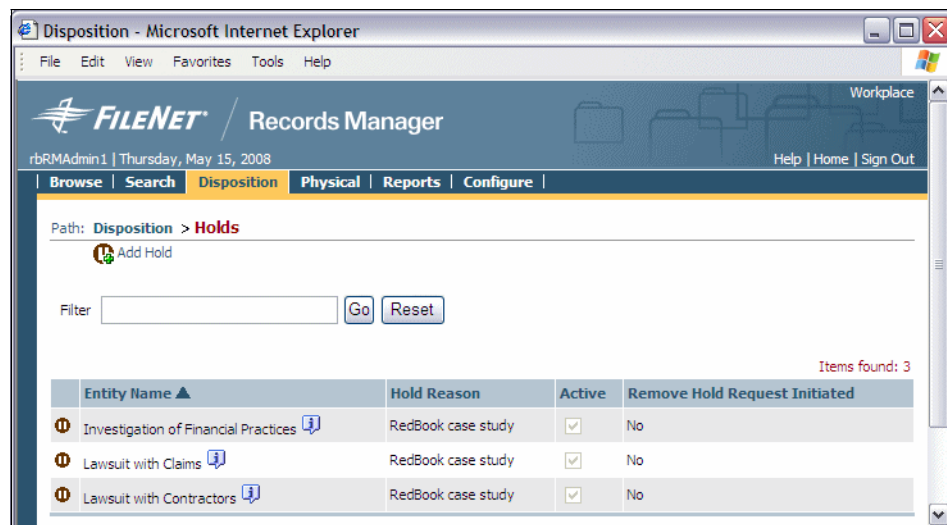 Disposition - Microsoft Internet Explorer
File Edit View Favorites Tools Help
Workplace
FILENET Records Manager
rbRMAdmin1 | Thursday, May 15, 2008 Help | Home | Sign Out
| Browse | Search Disposition Physical | Reports | Configure |
Path: Disposition > Holds
Add Hold
Filter Go Reset
Items found: 3
Entity Name Hold Reason Active Remove Hold Request Initiated
Investigation of Financial Practices RedBook case study No
Lawsuit with Claims RedBook case study No
Lawsuit with Contractors RedBook case study No